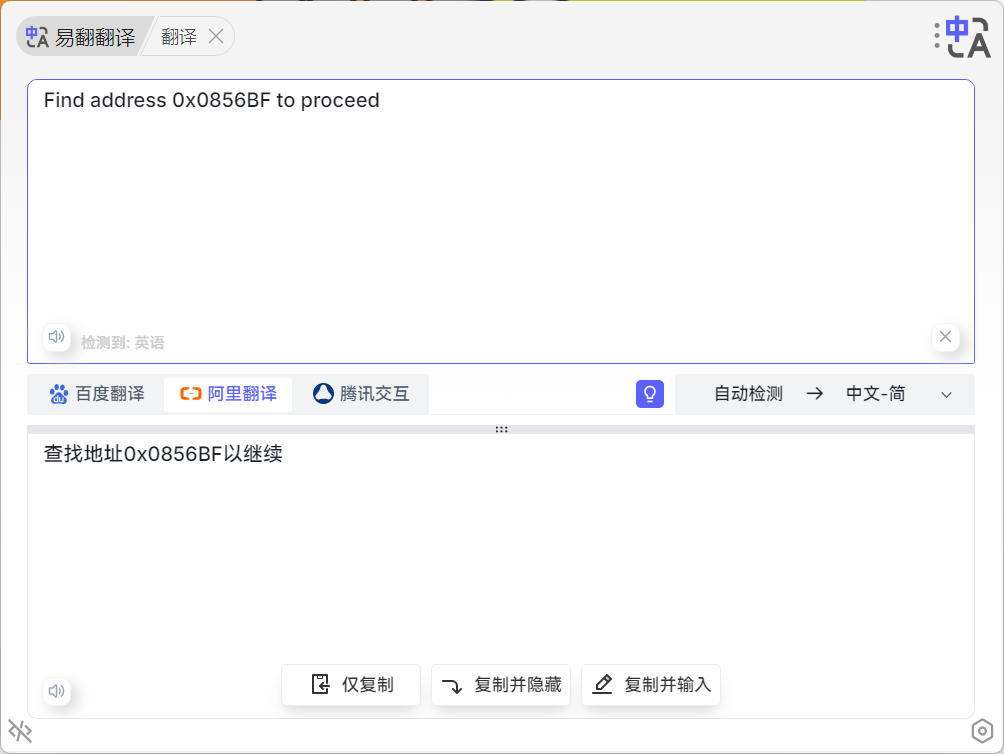 易翻翻译
翻译
Find address 0x0856BF to proceed
检测到: 英语
百度翻译
阿里翻译
腾讯交互
自动检测 → 中文-简
查找地址0x0856BF以继续
仅复制
复制并隐藏
复制并输入